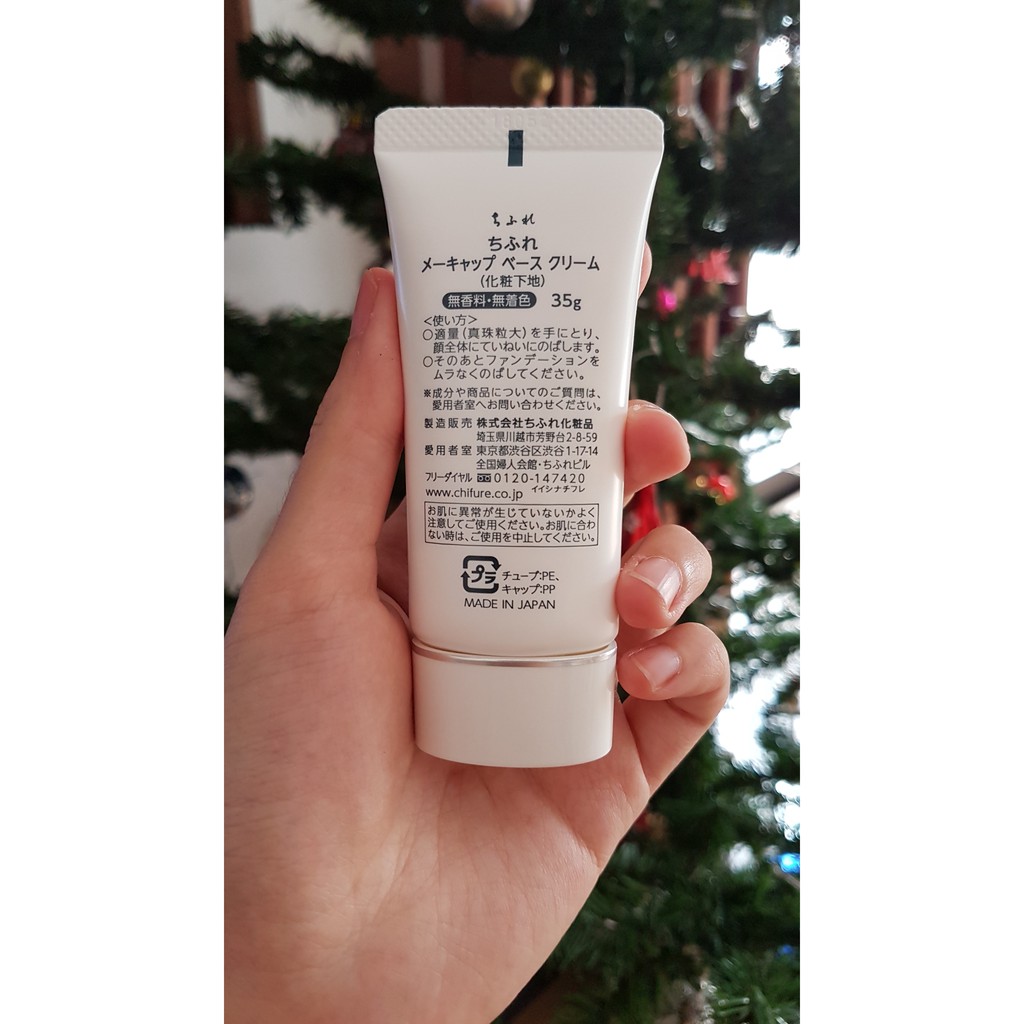 ちふれ
ちふれ
メーキャップ ベース クリーム
(化粧下地)
無香料・無着色 35g
<使い方>
○適量(真珠粒大)を手にとり、
顔全体にていねいにのばします。
○そのあとファンデーションを
ムラなくのばしてください。
※成分や商品についてのご質問は、
愛用者室へお問い合わせください。
製造販売 株式会社ちふれ化粧品
埼玉県川越市芳野台2-8-59
愛用者室 東京都渋谷区渋谷1-17-14
全国婦人会館・ちふれビル
フリーダイヤル 0120-147420
www.chifure.co.jp イイシナチフレ
お肌に異常が生じていないかよく
注意してご使用ください。お肌に合わ
ない時は、ご使用を中止してください。
プラ チューブ:PE、
キャップ:PP
MADE IN JAPAN